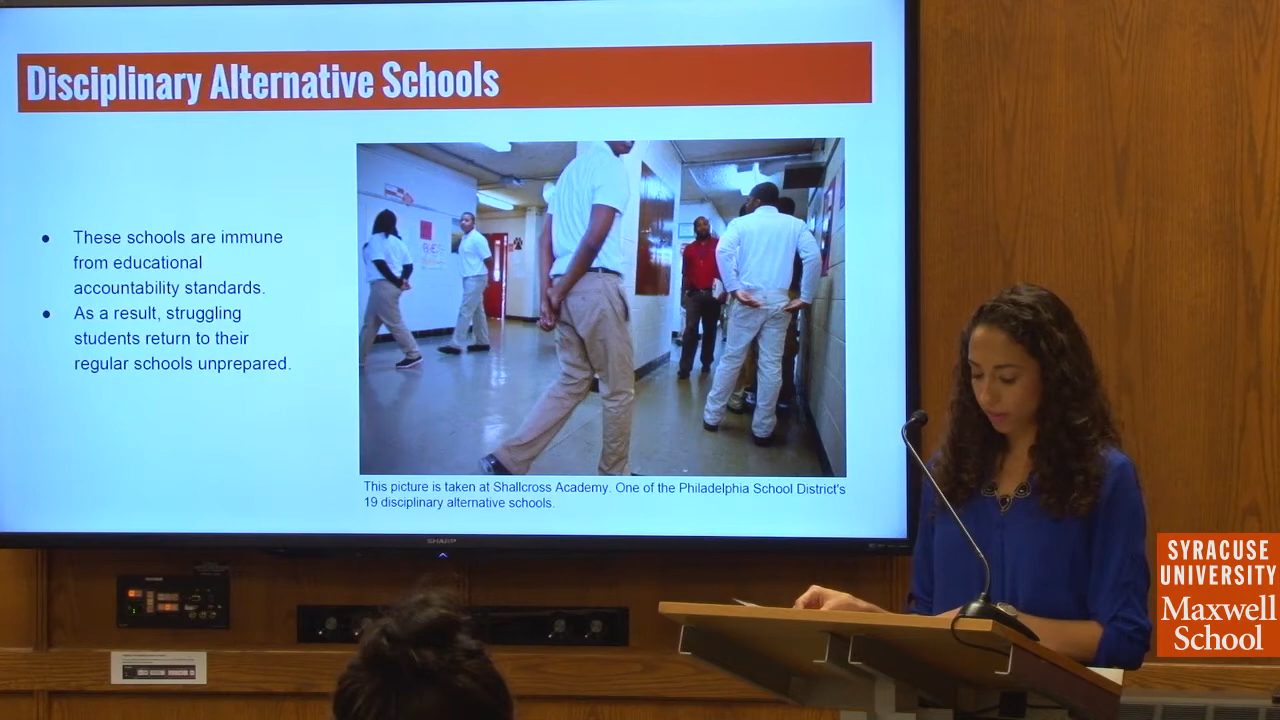 Disciplinary Alternative Schools
● These schools are immune
from educational
accountability standards.
● As a result, struggling
students return to their
regular schools unprepared.
This picture is taken at Shallcross Academy. One of the Philadelphia School District's
19 disciplinary alternative schools.
SHARP
SYRACUSE
UNIVERSITY
Maxwell
School